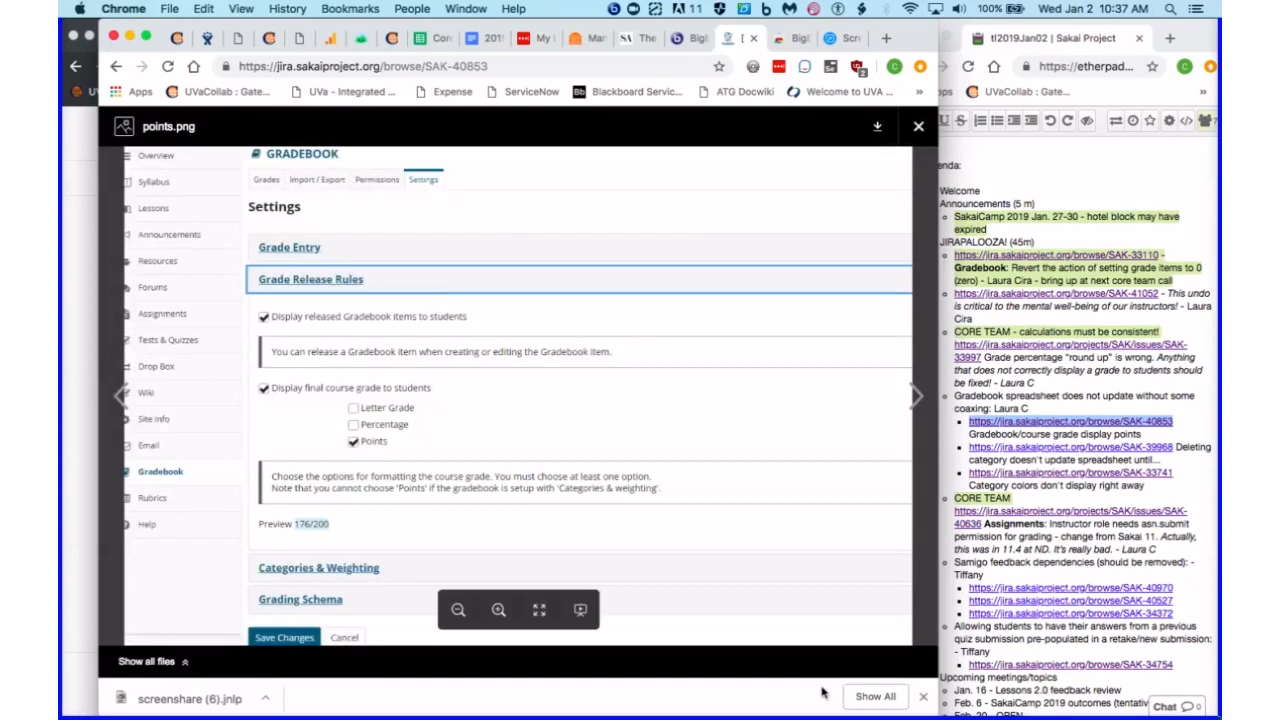 Chrome File Edit View History Bookmarks People Window Help
11 100% Wed Jan 2 10:37 AM
Con
My L
Mar
SA The
Bigl
[
Bigl
Scr
tl2019Jan02 | Sakai Project
https://jira.sakaiproject.org/browse/SAK-40853
https://etherpad...
Apps UVaCollab : Gate... UVa - Integrated ... Expense ServiceNow Bb Blackboard Servic... ATG Docwiki Welcome to UVA ... »
UVaCollab : Gate... »
points.png
Overview
Syllabus
Lessons
Announcements
Resources
Forums
Assignments
Tests & Quizzes
Drop Box
Wiki
Site Info
Email
Gradebook
Rubrics
Help
GRADEBOOK
Grades Import / Export Permissions Settings
Settings
Grade Entry
Grade Release Rules
Display released Gradebook items to students
You can release a Gradebook item when creating or editing the Gradebook item.
Display final course grade to students
Letter Grade
Percentage
Points
Choose the options for formatting the course grade. You must choose at least one option.
Note that you cannot choose 'Points' if the gradebook is setup with 'Categories & weighting'.
Preview 176/200
Categories & Weighting
Grading Schema
Save Changes Cancel
Show all files
screenshare (6).jnlp
Show All
enda:
Welcome
Announcements (5 m)
SakaiCamp 2019 Jan. 27-30 - hotel block may have
expired
JIRAPALOOZA! (45m)
https://jira.sakaiproject.org/browse/SAK-33110 -
Gradebook: Revert the action of setting grade items to 0
(zero) - Laura Cira - bring up at next core team call
https://jira.sakaiproject.org/browse/SAK-41052 - This undo
is critical to the mental well-being of our instructors! - Laura
Cira
CORE TEAM - calculations must be consistent!
https://jira.sakaiproject.org/projects/SAK/issues/SAK-
33997 Grade percentage "round up" is wrong. Anything
that does not correctly display a grade to students should
be fixed! - Laura C
Gradebook spreadsheet does not update without some
coaxing: Laura C
https://jira.sakaiproject.org/browse/SAK-40853
Gradebook/course grade display points
https://jira.sakaiproject.org/browse/SAK-39968 Deleting
category doesn't update spreadsheet until...
https://jira.sakaiproject.org/browse/SAK-33741
Category colors don't display right away
CORE TEAM
https://jira.sakaiproject.org/projects/SAK/issues/SAK-
40636 Assignments: Instructor role needs asn.submit
permission for grading - change from Sakai 11. Actually,
this was in 11.4 at ND. It's really bad. - Laura C
Samigo feedback dependencies (should be removed): -
Tiffany
https://jira.sakaiproject.org/browse/SAK-40970
https://jira.sakaiproject.org/browse/SAK-40527
https://jira.sakaiproject.org/browse/SAK-34372
Allowing students to have their answers from a previous
quiz submission pre-populated in a retake/new submission:
- Tiffany
https://jira.sakaiproject.org/browse/SAK-34754
Upcoming meetings/topics
Jan. 16 - Lessons 2.0 feedback review
Feb. 6 - SakaiCamp 2019 outcomes (tentativ
Feb. 20 - OPEN
Chat 0